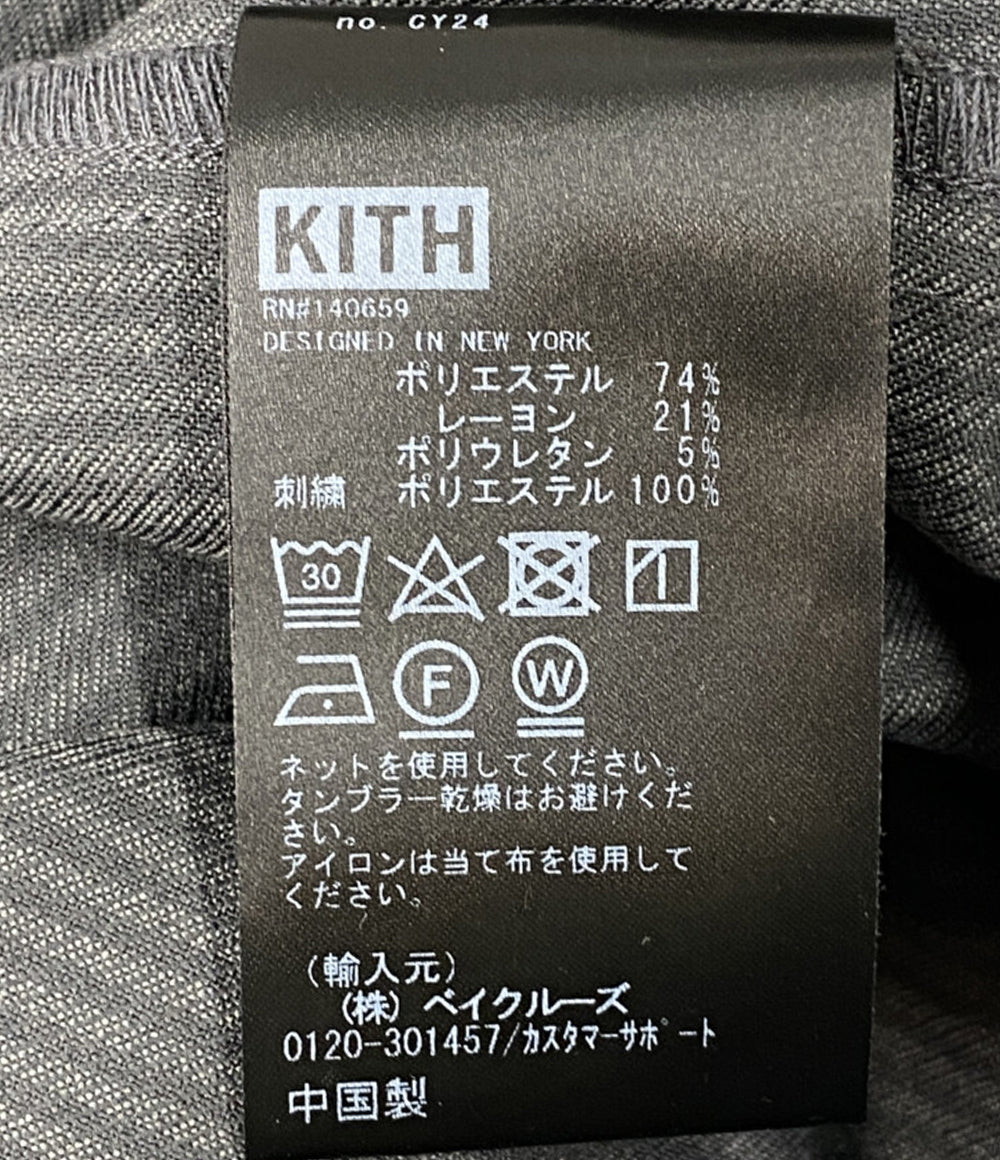 no. CY24
KITH
RN#140659
DESIGNED IN NEW YORK
ポリエステル 74%
レーヨン 21%
ポリウレタン 5%
刺繍 ポリエステル 100%
30
F W
ネットを使用してください。
タンブラー乾燥はお避けくだ
さい。
アイロンは当て布を使用して
ください。
(輸入元)
(株) ベイクルーズ
0120-301457/カスタマーサポート
中国製